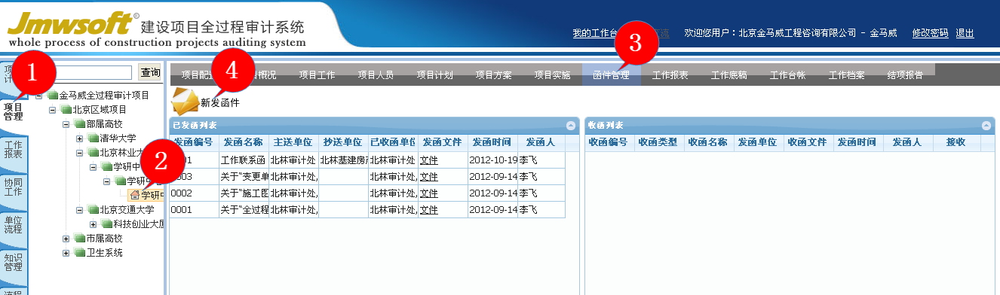 Jmwsoft® 建设项目全过程审计系统
whole process of construction projects auditing system
我的工作台 流 欢迎您用户：北京金马威工程咨询有限公司 - 金马威 修改密码 退出
1 2 3 4
项
计
项目
管理
工作
报表
协同
工作
单位
流程
知识
管理
流程
查询
金马威全过程审计项目
北京区域项目
部属高校
清华大学
北京林业大
学研中
学研中心
学研中
北京交通大学
科技创业大厦
市属高校
卫生系统
项目配置 项目概况 项目工作 项目人员 项目计划 项目方案 项目实施 函件管理 工作报表 工作底稿 工作台帐 工作档案 结项报告
新发函件
已发函列表
发函编号 发函名称 主送单位 抄送单位 已收函单位 发函文件 发函时间 发函人
01 工作联系函 北林审计处 北林基建房产 北林审计处 文件 2012-10-19 李飞
003 关于“变更单 北林审计处, 北林审计处, 文件 2012-09-14 李飞
0002 关于“施工图 北林审计处, 北林审计处, 文件 2012-09-14 李飞
0001 关于“全过程 北林审计处, 北林审计处, 文件 2012-09-14 李飞
收函列表
收函编号 收函类型 收函名称 发函单位 收函文件 发函时间 发函人 接收